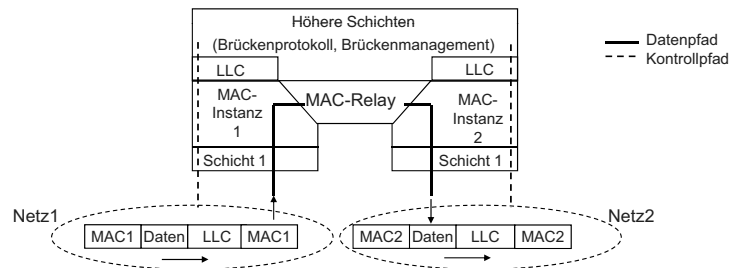 Höhere Schichten
(Brückenprotokoll, Brückenmanagement)
LLC
LLC
MAC-
Instanz
1
MAC-Relay
MAC-
Instanz
2
Schicht 1
Schicht 1
Datenpfad
Kontrollpfad
Netz1
MAC1 Daten LLC MAC1
MAC2 Daten LLC MAC2
Netz2